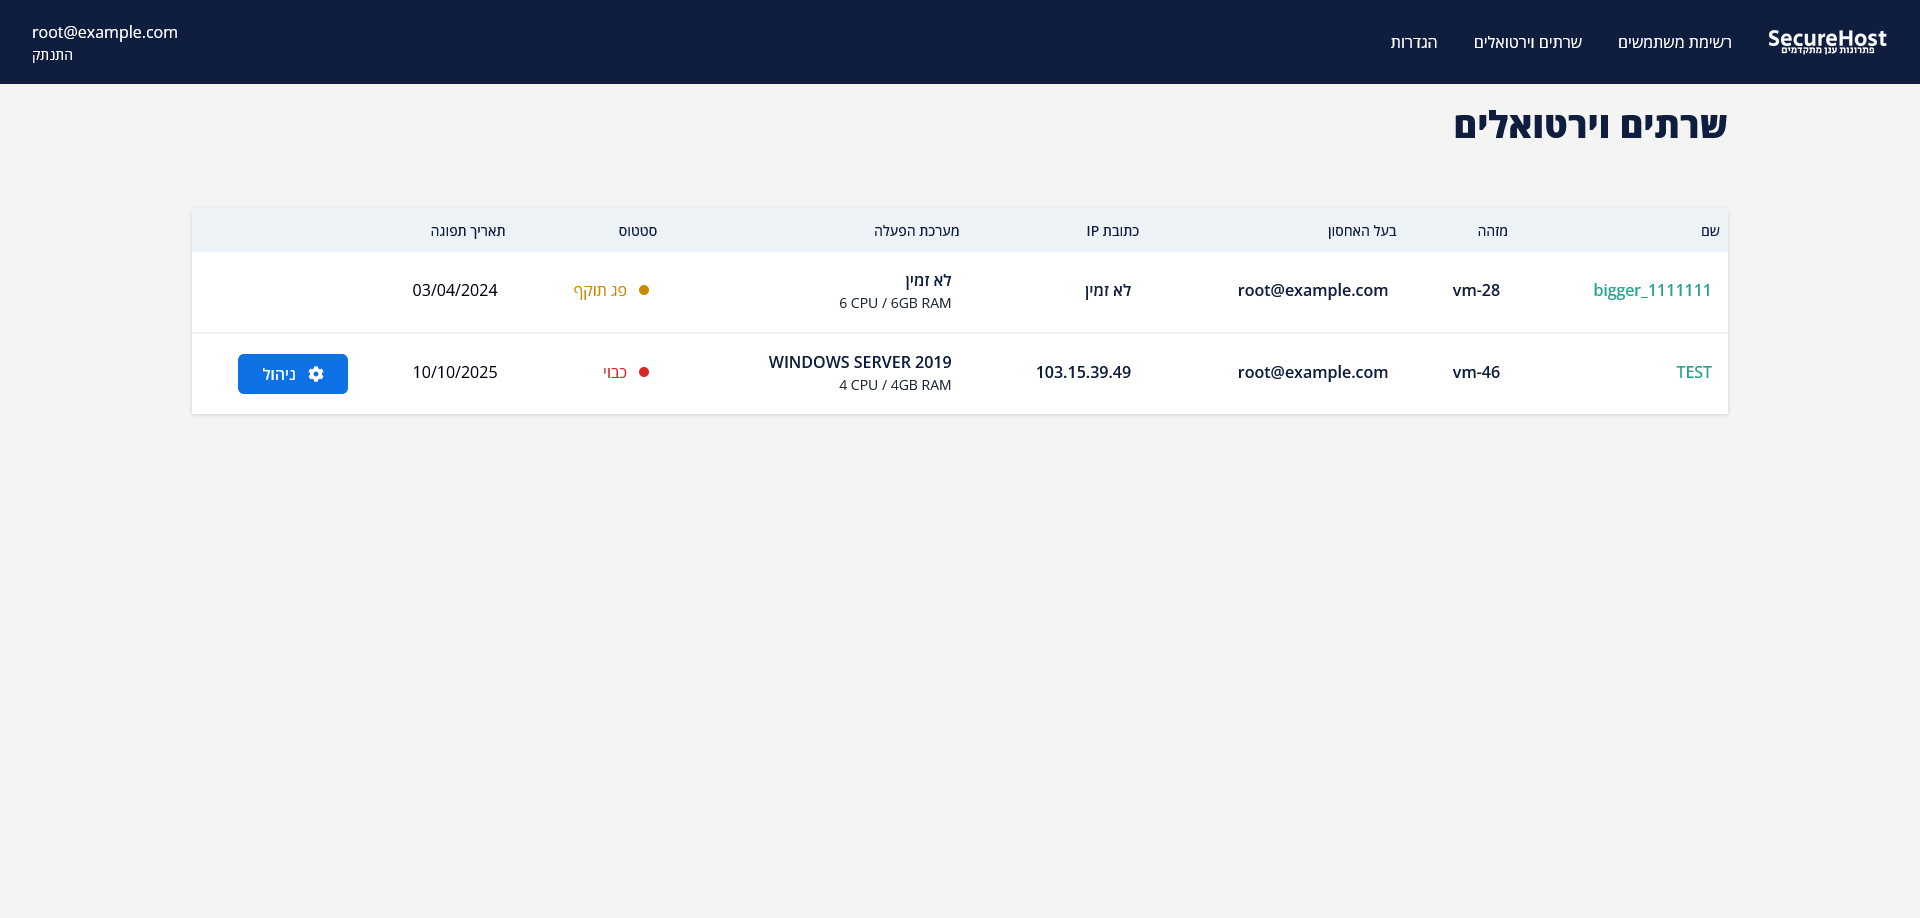 SecureHost
פתרונות ענן מתקדמים
רשימת משתמשים
שרתים וירטואלים
הגדרות
root@example.com
התנתק
שרתים וירטואלים
שם
מזהה
בעל האחסון
כתובת IP
מערכת הפעלה
סטטוס
תאריך תפוגה
bigger_1111111
vm-28
root@example.com
לא זמין
לא זמין
6 CPU / 6GB RAM
פג תוקף
03/04/2024
TEST
vm-46
root@example.com
103.15.39.49
WINDOWS SERVER 2019
4 CPU / 4GB RAM
כבוי
10/10/2025
ניהול